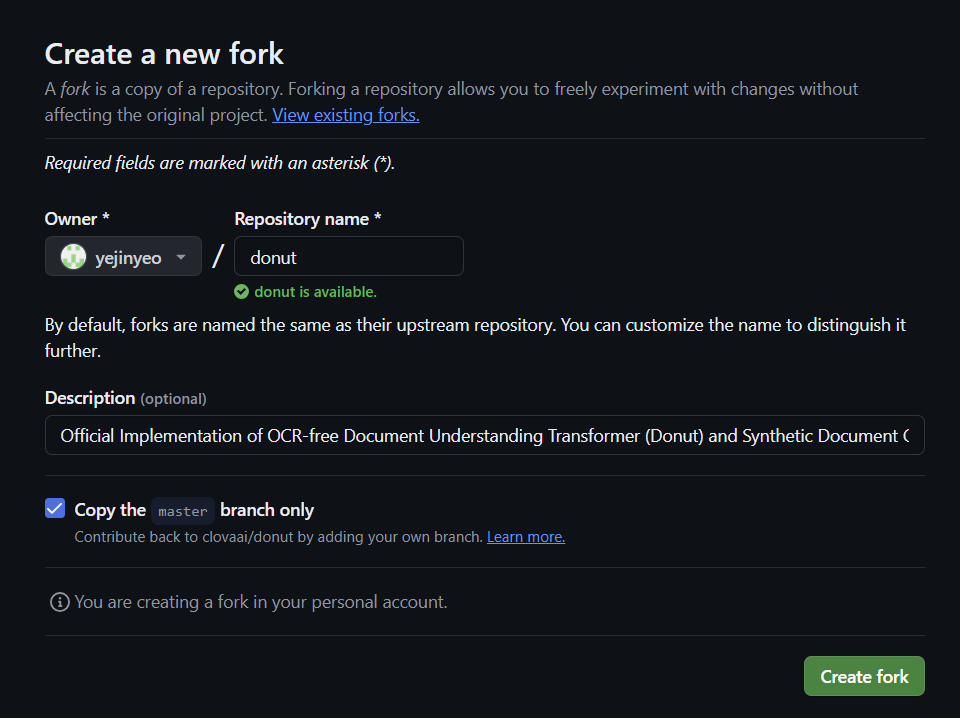 Create a new fork
A fork is a copy of a repository. Forking a repository allows you to freely experiment with changes without
affecting the original project. View existing forks.
Required fields are marked with an asterisk (*).
Owner * Repository name *
yejinyeo / donut
donut is available.
By default, forks are named the same as their upstream repository. You can customize the name to distinguish it
further.
Description (optional)
Official Implementation of OCR-free Document Understanding Transformer (Donut) and Synthetic Document
Copy the master branch only
Contribute back to clovaai/donut by adding your own branch. Learn more.
You are creating a fork in your personal account.
Create fork